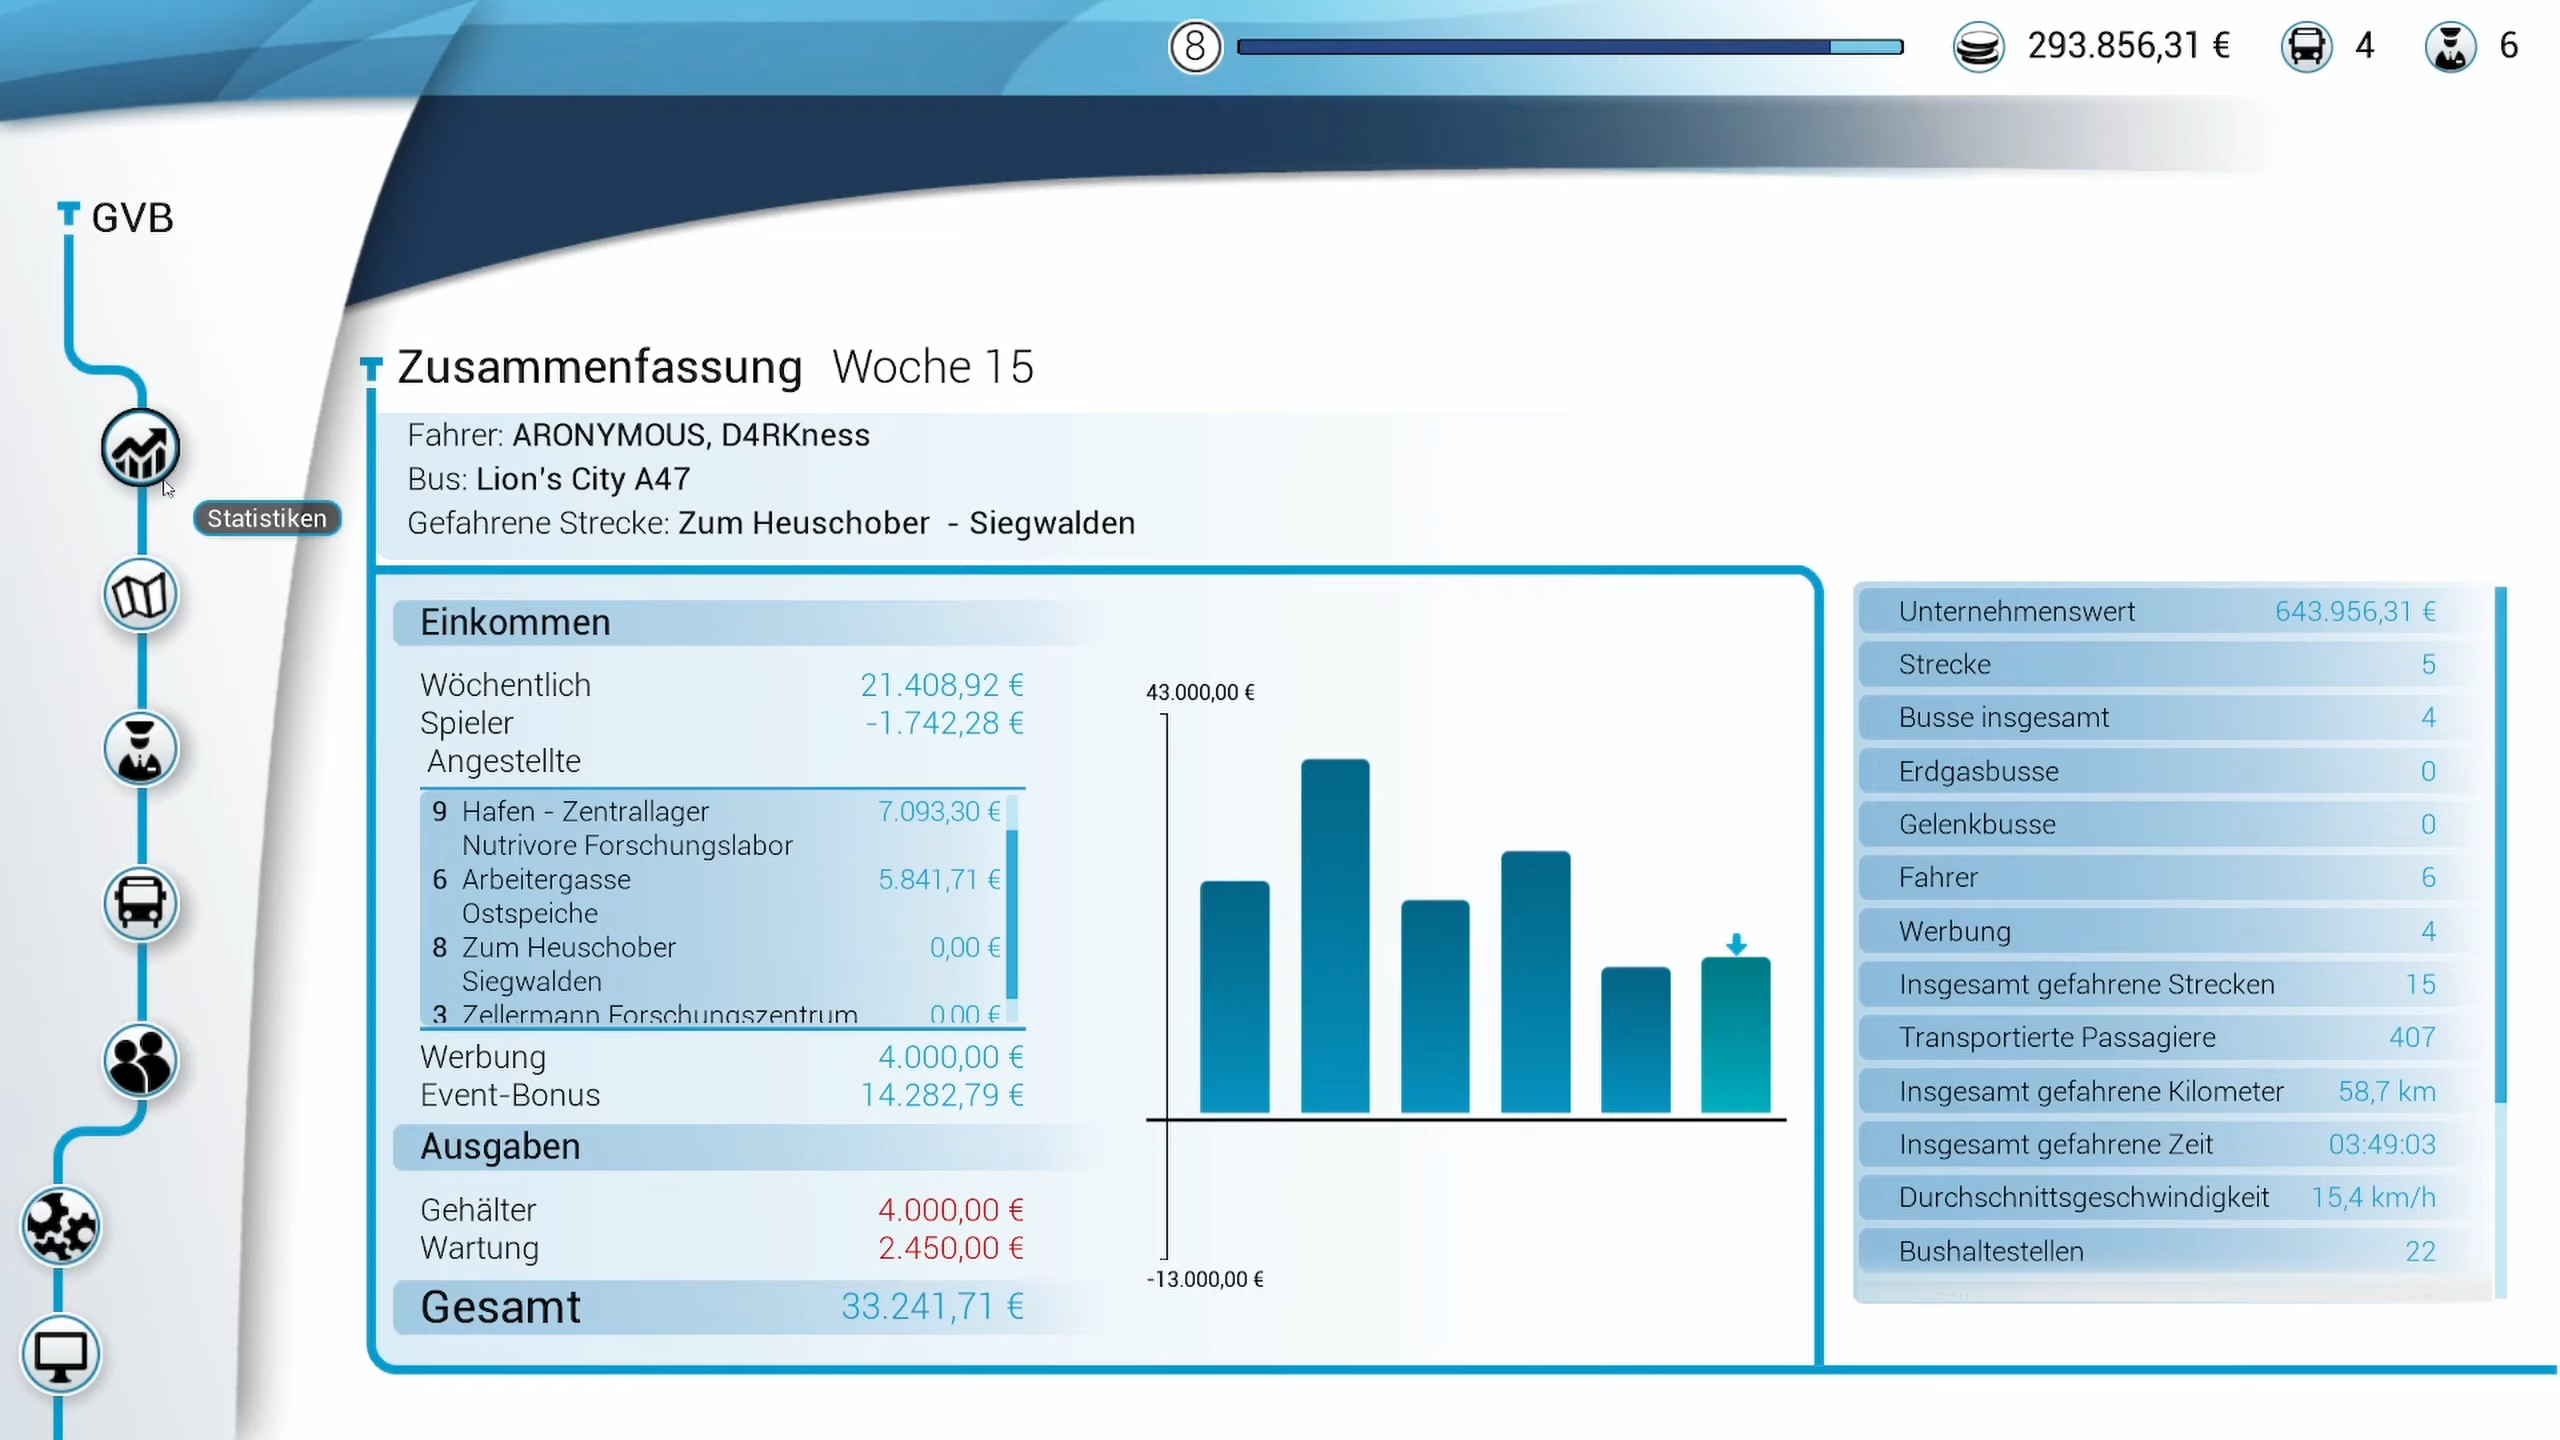 8
293.856,31 €
4
6
GVB
Statistiken
Zusammenfassung Woche 15
Fahrer: ARONYMOUS, D4RKness
Bus: Lion's City A47
Gefahrene Strecke: Zum Heuschober - Siegwalden
Einkommen
Wöchentlich 21.408,92 €
Spieler -1.742,28 €
Angestellte
9 Hafen - Zentrallager 7.093,30 €
Nutrivore Forschungslabor
6 Arbeitergasse 5.841,71 €
Ostspeiche
8 Zum Heuschober 0,00 €
Siegwalden
3 Zellermann Forschungszentrum 0,00 €
Werbung 4.000,00 €
Event-Bonus 14.282,79 €
Ausgaben
Gehälter 4.000,00 €
Wartung 2.450,00 €
Gesamt 33.241,71 €
43.000,00 €
-13.000,00 €
Unternehmenswert 643.956,31 €
Strecke 5
Busse insgesamt 4
Erdgasbusse 0
Gelenkbusse 0
Fahrer 6
Werbung 4
Insgesamt gefahrene Strecken 15
Transportierte Passagiere 407
Insgesamt gefahrene Kilometer 58,7 km
Insgesamt gefahrene Zeit 03:49:03
Durchschnittsgeschwindigkeit 15,4 km/h
Bushaltestellen 22